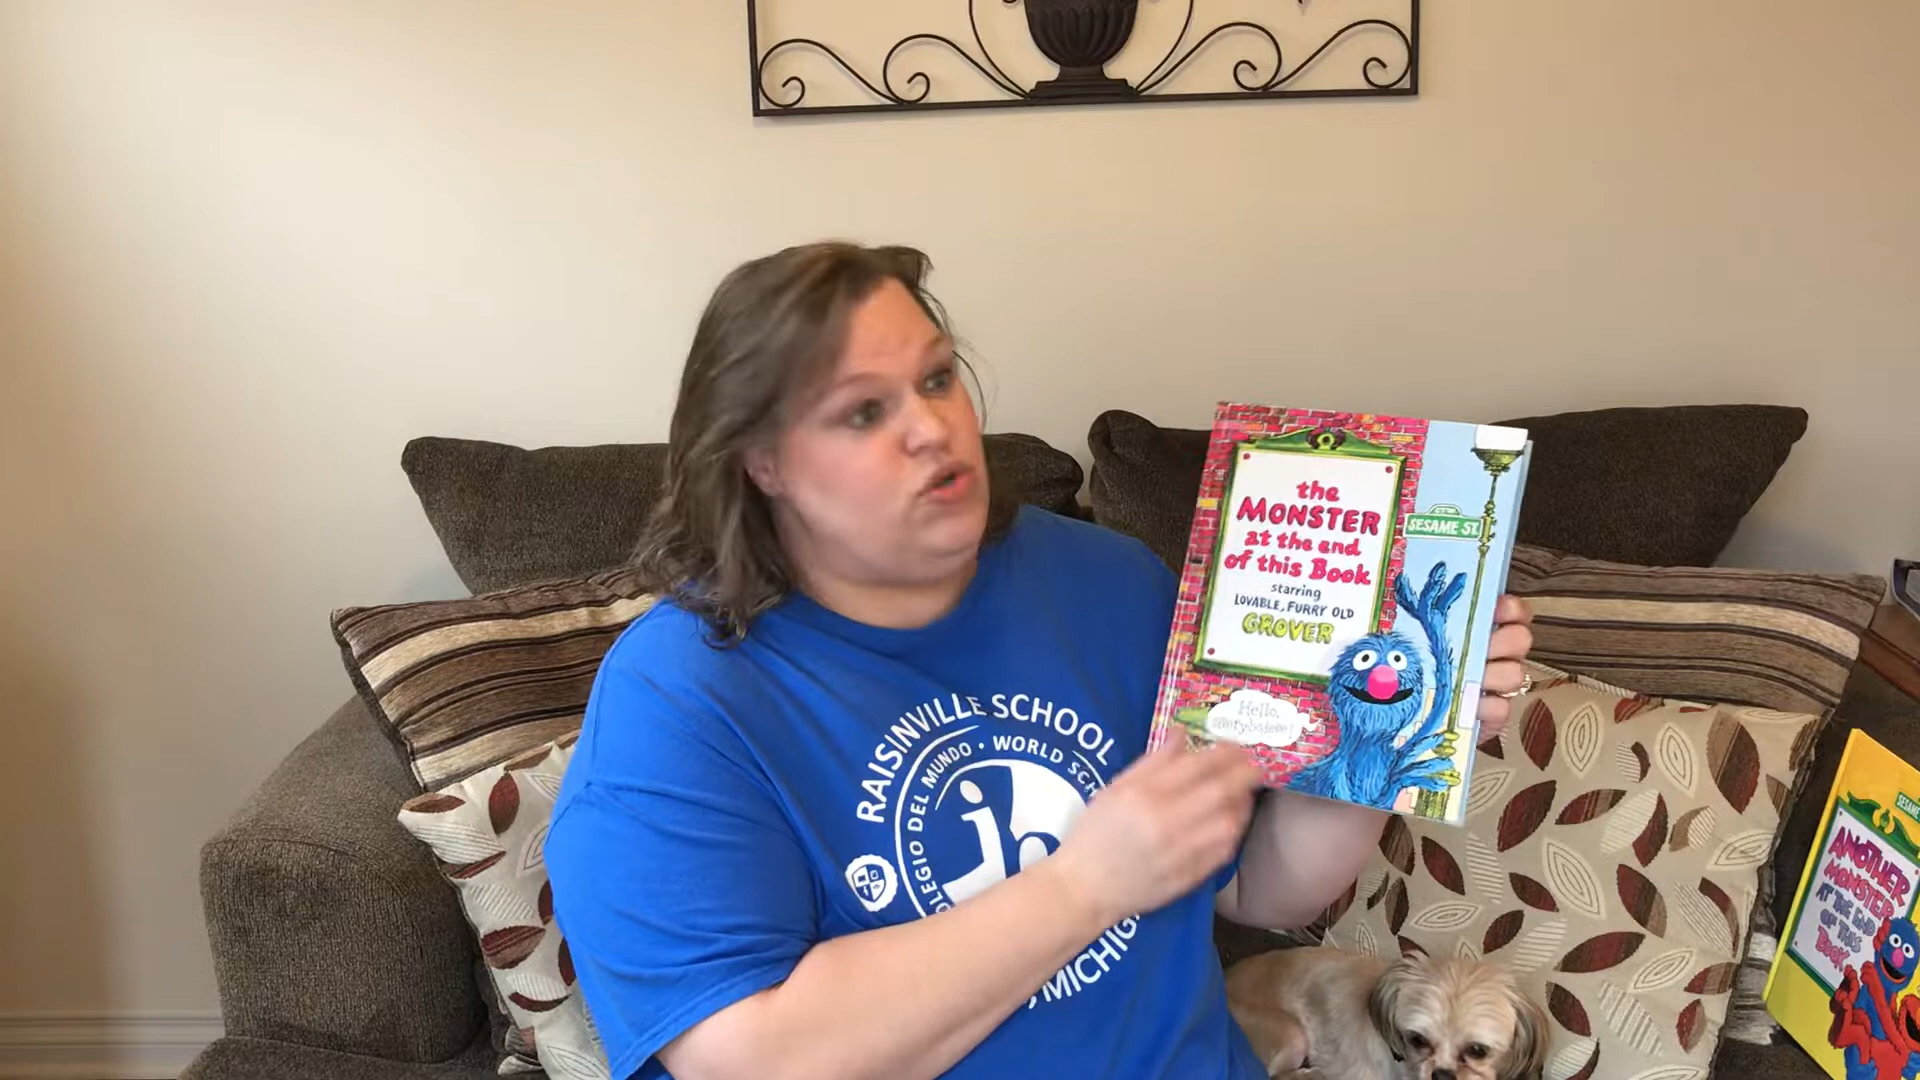 the
MONSTER
at the end
of this Book
starring
LOVABLE, FURRY OLD
GROVER
SESAME ST.
Hello,
everybodeee!
RAISINVILLE SCHOOL
COLEGIO DEL MUNDO • WORLD SCH
MICHIG
SESAME
ANOTHER
MONSTER
AT THE END
OF THIS
BOOK